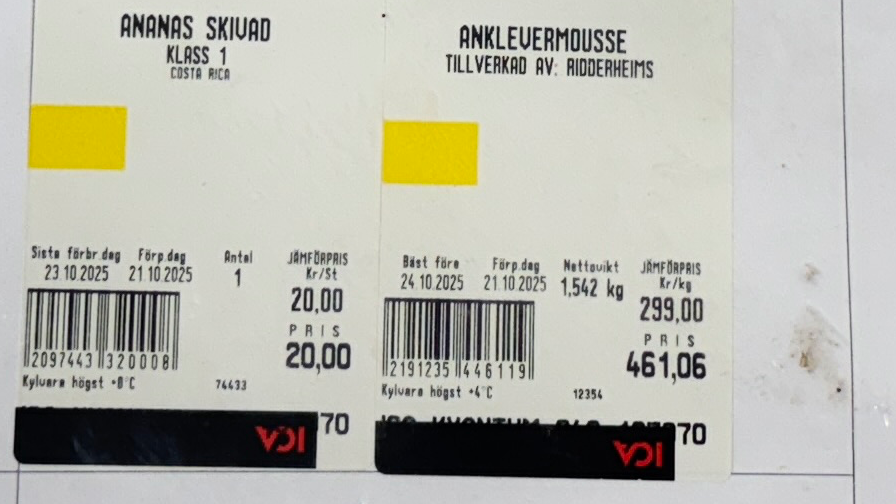 ANANAS SKIVAD
KLASS 1
COSTA RICA
Sista förbr.dag Förp.dag Antal JÄMFÖRPRIS
Kr/St
23.10.2025 21.10.2025 1 20,00
PRIS
20,00
2097443 320008
Kylvara högst +8°C 74433
70
ICA
ANKLEVERMOUSSE
TILLVERKAD AV: RIDDERHEIMS
Bäst före Förp.dag Nettovikt JÄMFÖRPRIS
Kr/kg
24.10.2025 21.10.2025 1,542 kg 299,00
PRIS
461,06
2191235 446119
Kylvara högst +4°C 12354
KVANTUM 70
ICA